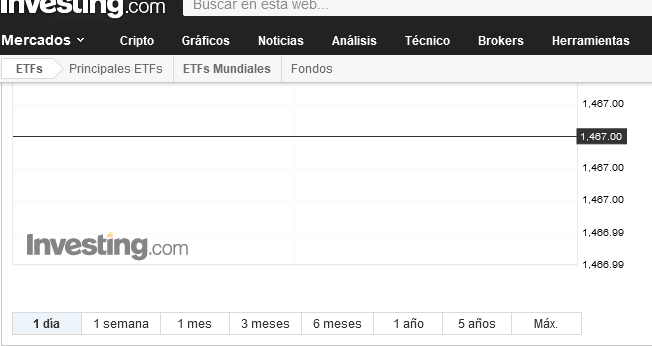 Investing.com
Buscar en esta web...
Mercados Cripto Gráficos Noticias Análisis Técnico Brokers Herramientas
ETFs Principales ETFs ETFs Mundiales Fondos
1,467.00
1,467.00
1,467.00
1,467.00
1,466.99
Investing.com
1,466.99
1 día 1 semana 1 mes 3 meses 6 meses 1 año 5 años Máx.